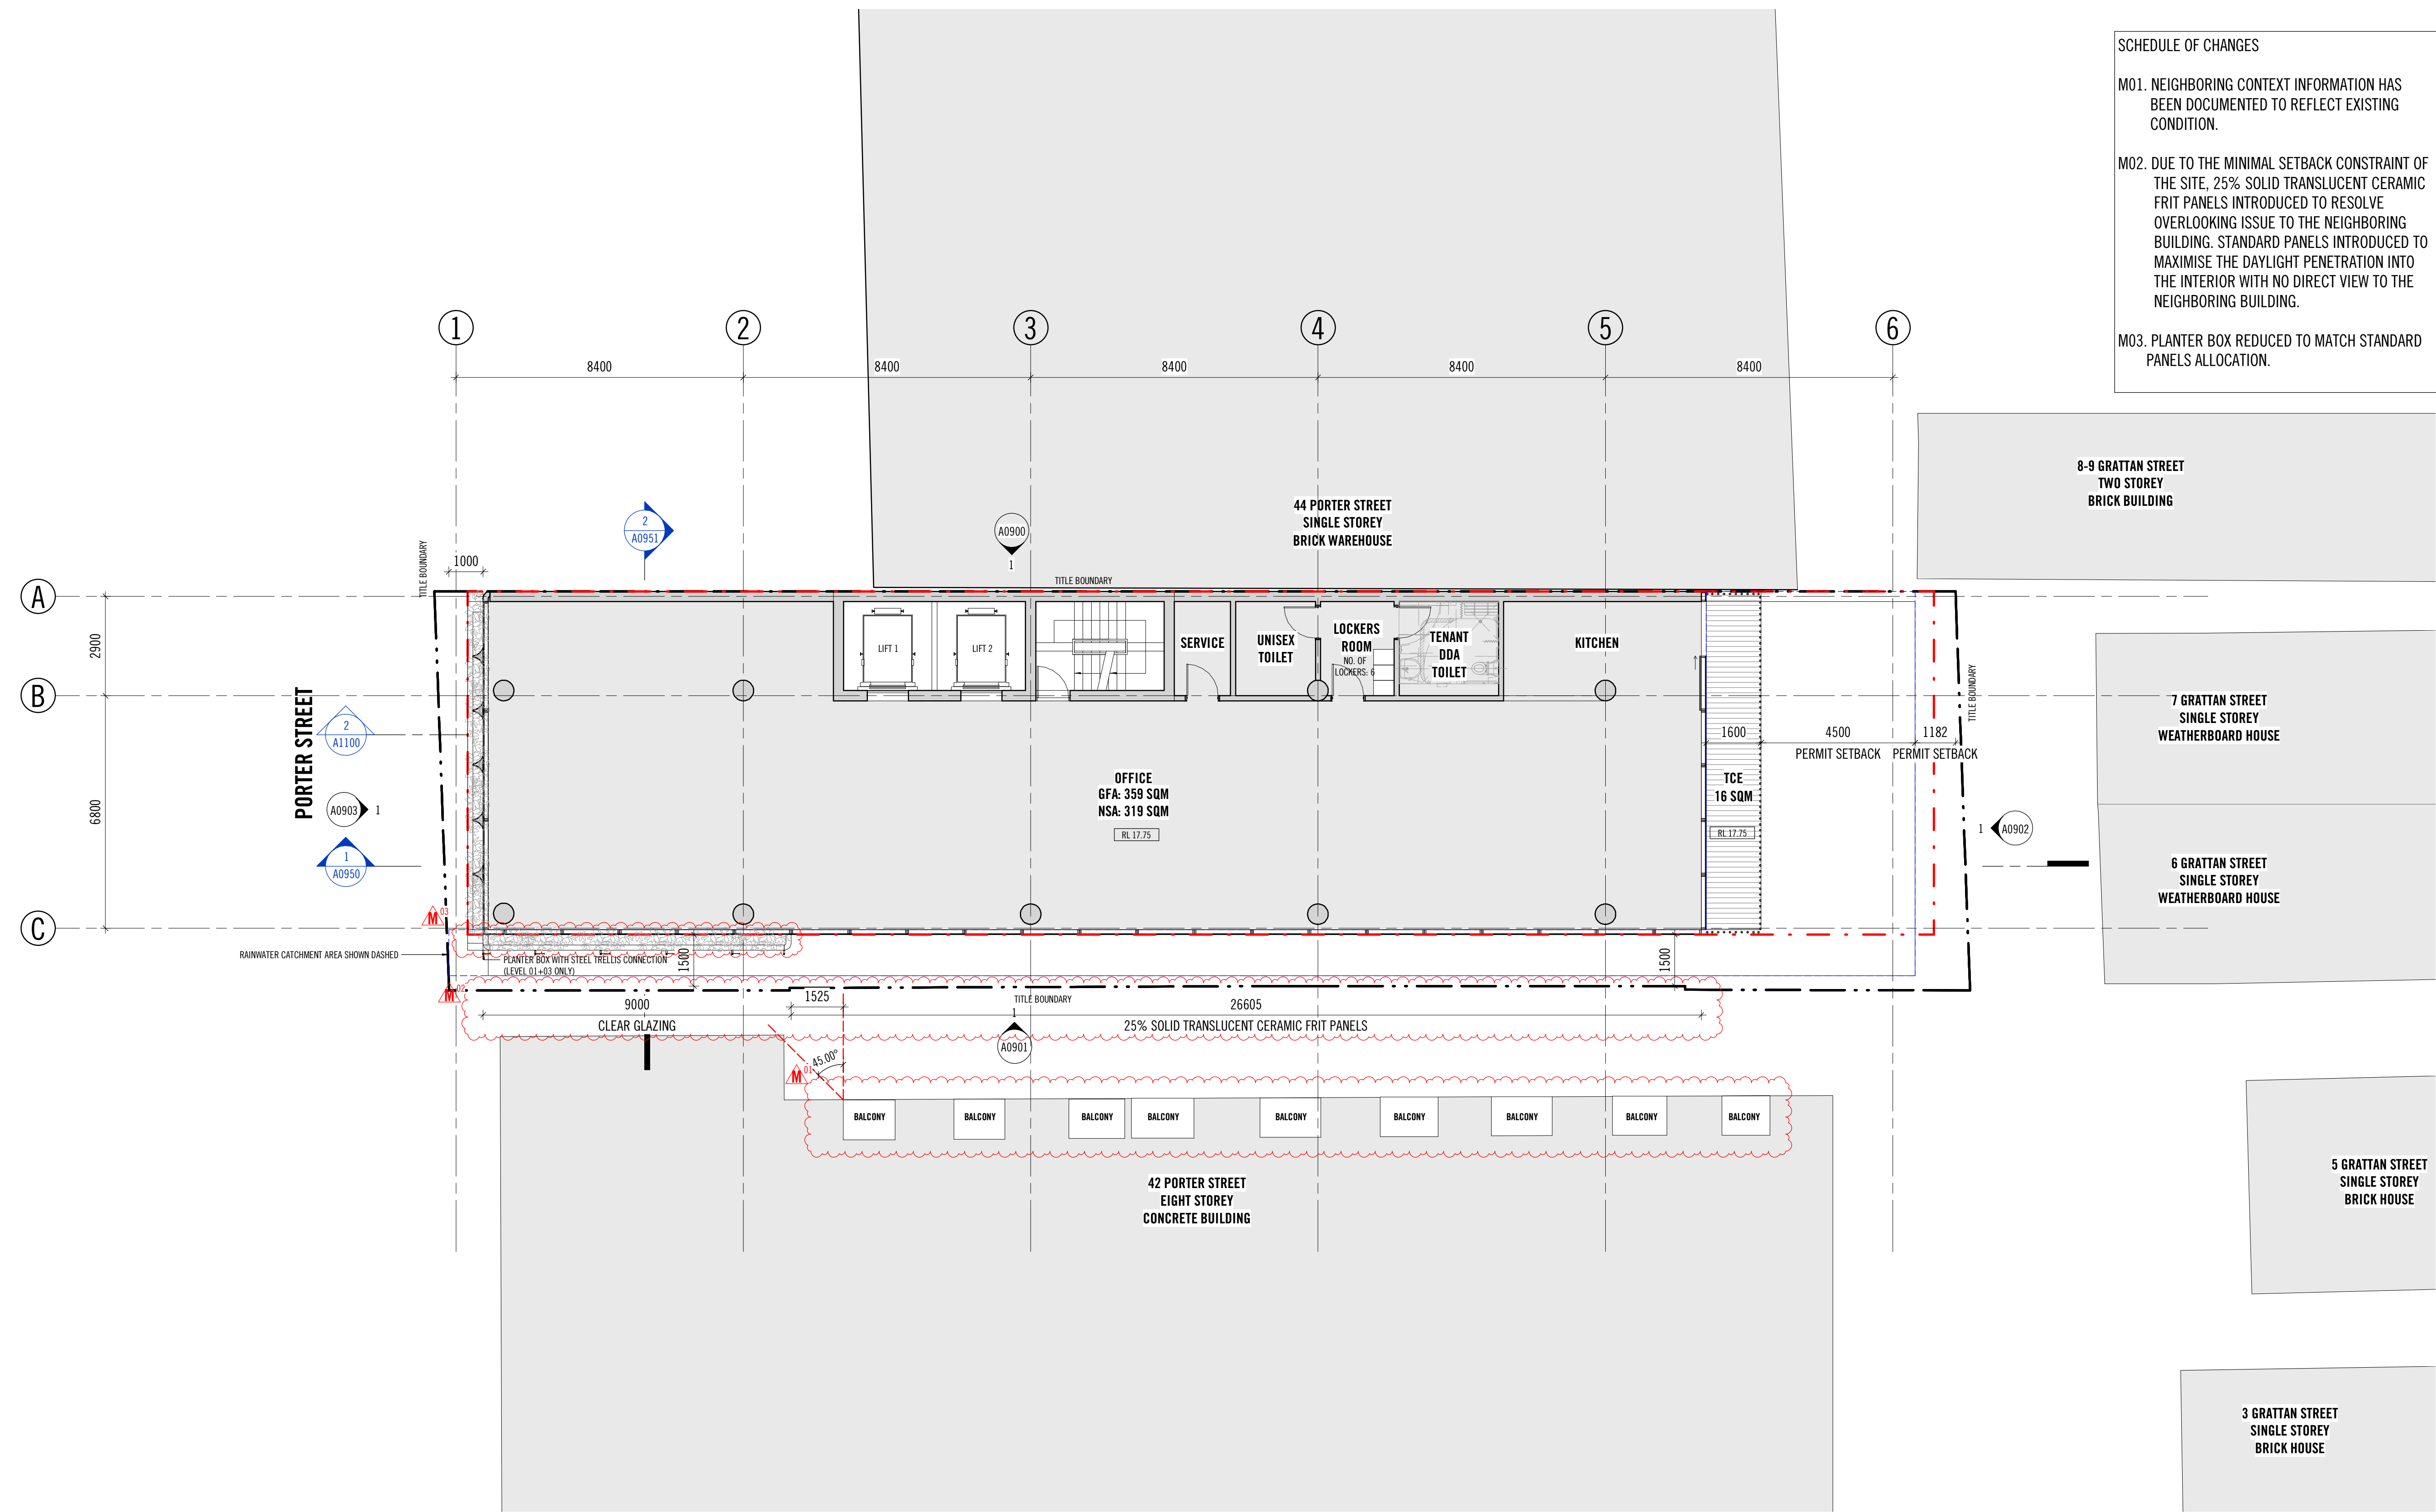 SCHEDULE OF CHANGES
M01. NEIGHBORING CONTEXT INFORMATION HAS
BEEN DOCUMENTED TO REFLECT EXISTING
CONDITION.
M02. DUE TO THE MINIMAL SETBACK CONSTRAINT OF
THE SITE, 25% SOLID TRANSLUCENT CERAMIC
FRIT PANELS INTRODUCED TO RESOLVE
OVERLOOKING ISSUE TO THE NEIGHBORING
BUILDING. STANDARD PANELS INTRODUCED TO
MAXIMISE THE DAYLIGHT PENETRATION INTO
THE INTERIOR WITH NO DIRECT VIEW TO THE
NEIGHBORING BUILDING.
M03. PLANTER BOX REDUCED TO MATCH STANDARD
PANELS ALLOCATION.
1
2
3
4
5
6
8400
8400
8400
8400
8400
8-9 GRATTAN STREET
TWO STOREY
BRICK BUILDING
44 PORTER STREET
SINGLE STOREY
BRICK WAREHOUSE
2
A0951
A0900
1
TITLE BOUNDARY
1000
TITLE BOUNDARY
A
2900
B
6800
C
LIFT 1
LIFT 2
SERVICE
UNISEX
TOILET
LOCKERS
ROOM
NO. OF
LOCKERS: 6
TENANT
DDA
TOILET
KITCHEN
TITLE BOUNDARY
7 GRATTAN STREET
SINGLE STOREY
WEATHERBOARD HOUSE
PORTER STREET
2
A1100
A0903
1
1
A0950
1600
4500
1182
PERMIT SETBACK
PERMIT SETBACK
OFFICE
GFA: 359 SQM
NSA: 319 SQM
RL 17.75
TCE
16 SQM
RL 17.75
1
A0902
6 GRATTAN STREET
SINGLE STOREY
WEATHERBOARD HOUSE
M
03
RAINWATER CATCHMENT AREA SHOWN DASHED
PLANTER BOX WITH STEEL TRELLIS CONNECTION
(LEVEL 01+03 ONLY)
1500
1500
M
02
9000
1525
TITLE BOUNDARY
26605
CLEAR GLAZING
1
A0901
25% SOLID TRANSLUCENT CERAMIC FRIT PANELS
45.00°
M
01
BALCONY
BALCONY
BALCONY
BALCONY
BALCONY
BALCONY
BALCONY
BALCONY
BALCONY
42 PORTER STREET
EIGHT STOREY
CONCRETE BUILDING
5 GRATTAN STREET
SINGLE STOREY
BRICK HOUSE
3 GRATTAN STREET
SINGLE STOREY
BRICK HOUSE